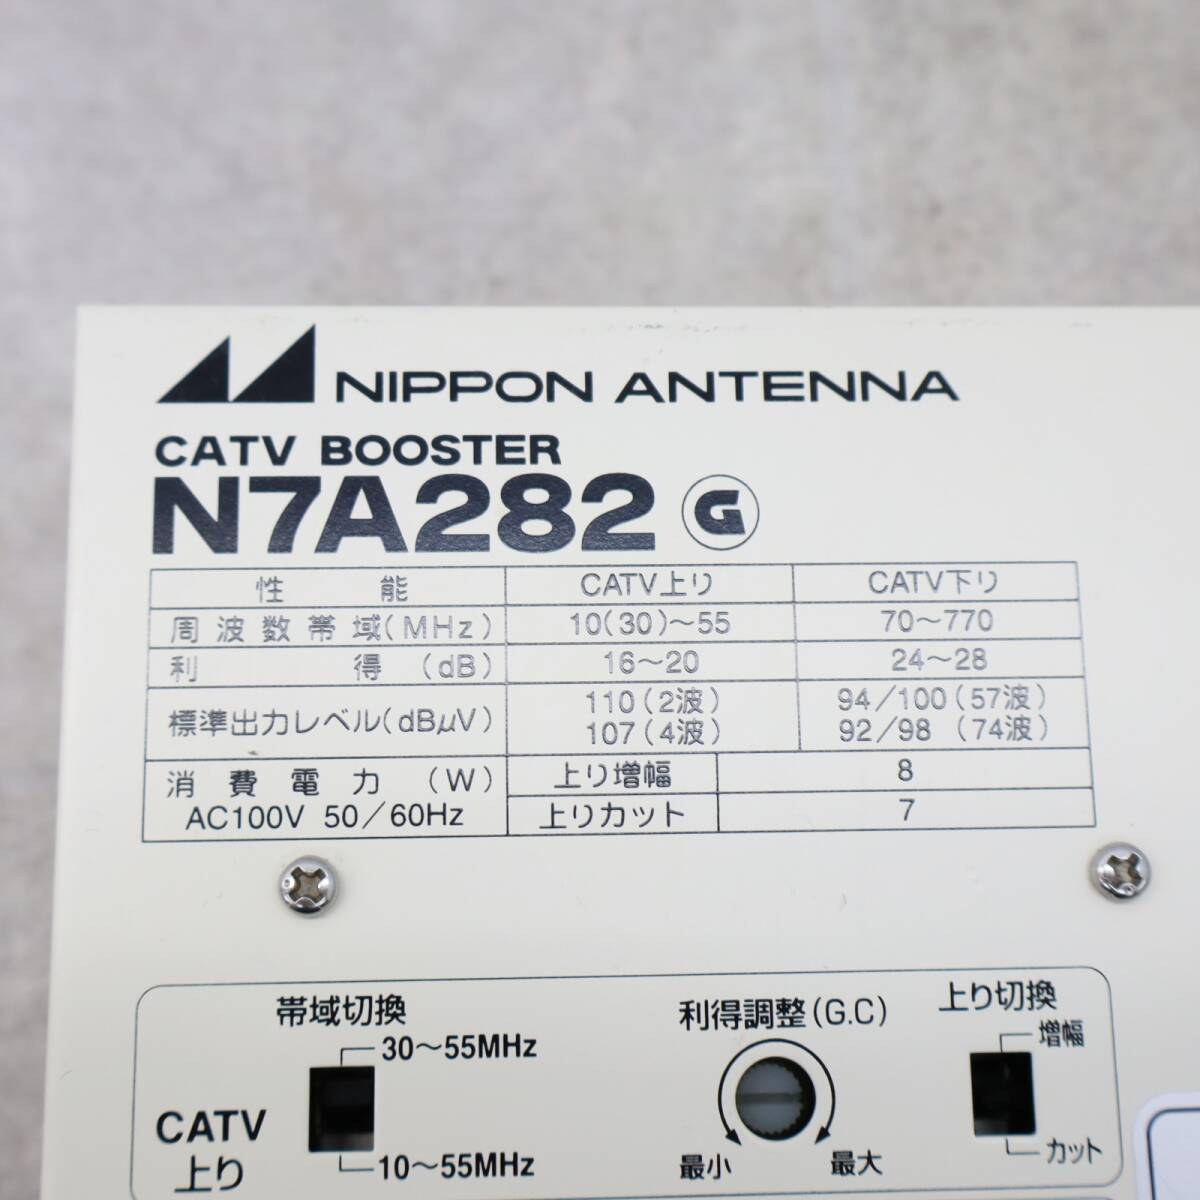 NIPPON ANTENNA
CATV BOOSTER
N7A282 G
性能 CATV上り CATV下り
周波数帯域(MHz) 10(30)～55 70～770
利得(dB) 16～20 24～28
標準出力レベル(dBμV) 110(2波) 94/100(57波)
107(4波) 92/98 (74波)
消費電力(W) 上り増幅 8
AC100V 50/60Hz 上りカット 7
帯域切換 利得調整(G.C) 上り切換
30～55MHz 増幅
CATV
上り
10～55MHz 最小 最大 カット